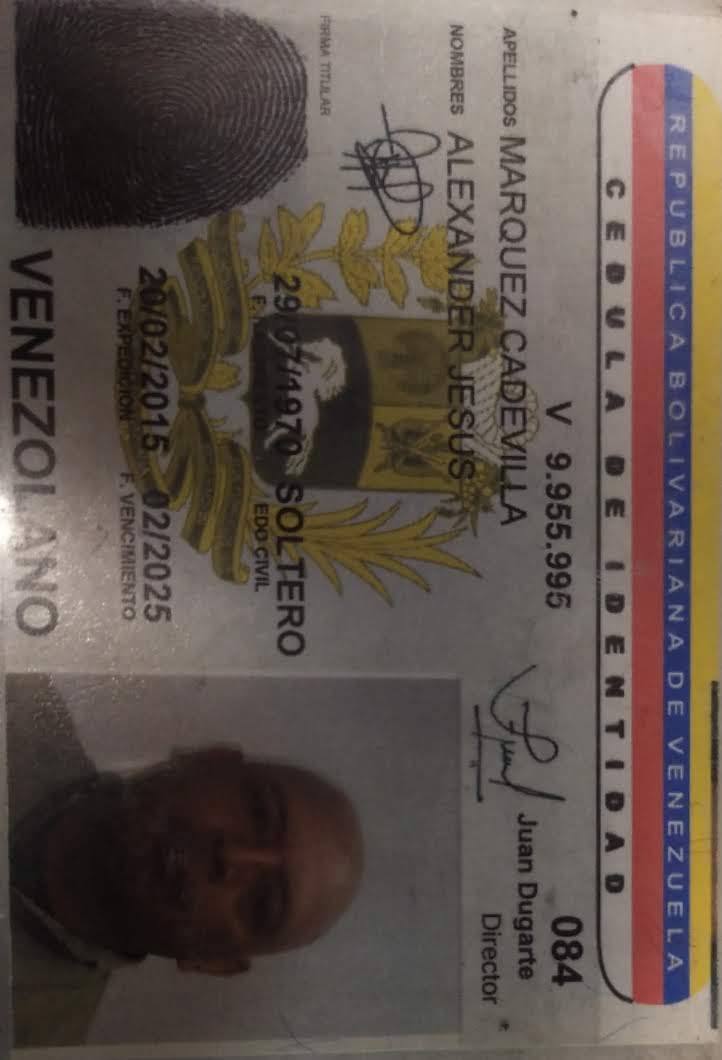 REPUBLICA BOLIVARIANA DE VENEZUELA
CEDULA DE IDENTIDAD
V 9.955.995
084
APELLIDOS MARQUEZ CADEVILLA
Juan Dugarte
NOMBRES ALEXANDER JESUS
Director
FIRMA TITULAR
29/07/1970 SOLTERO
F.
EDO CIVIL
20/02/2015 02/2025
F. EXPEDICION F. VENCIMIENTO
VENEZOLANO